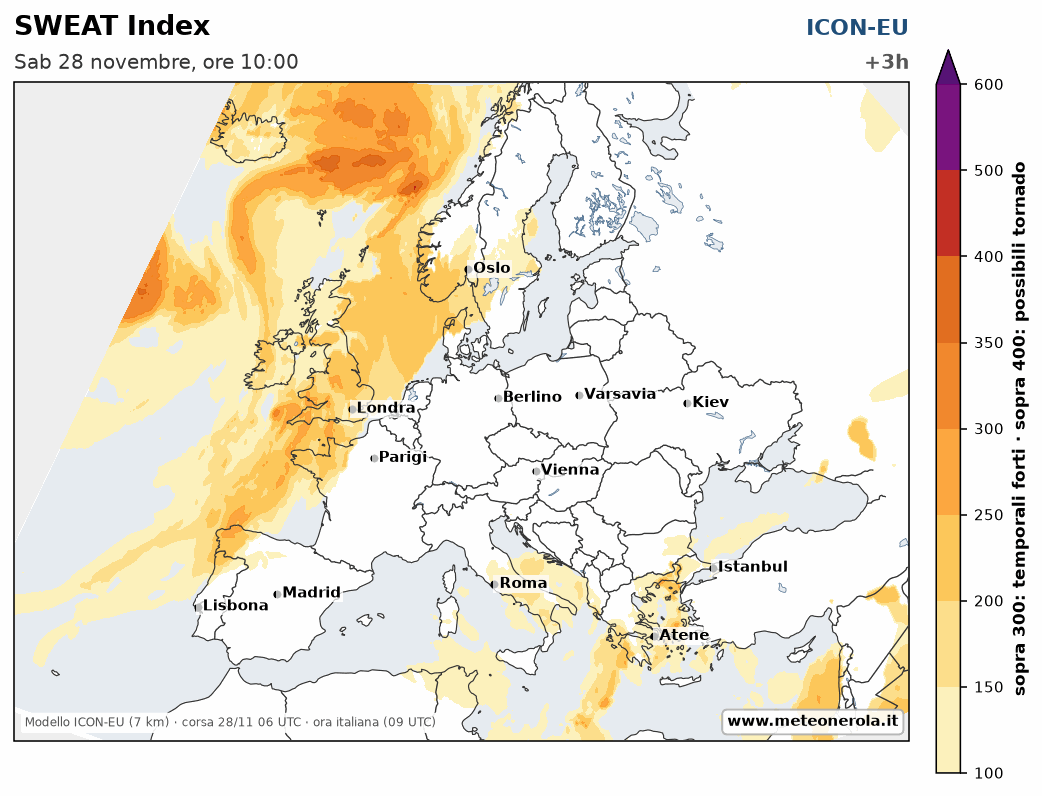 SWEAT Index
ICON-EU
Sab 28 novembre, ore 10:00
+3h
Oslo
Londra
Berlino
Varsavia
Kiev
Parigi
Vienna
Istanbul
Roma
Madrid
Lisbona
Atene
Modello ICON-EU (7 km) · corsa 28/11 06 UTC · ora italiana (09 UTC)
www.meteonerola.it
600
500
400
350
300
250
200
150
100
sopra 300: temporali forti · sopra 400: possibili tornado